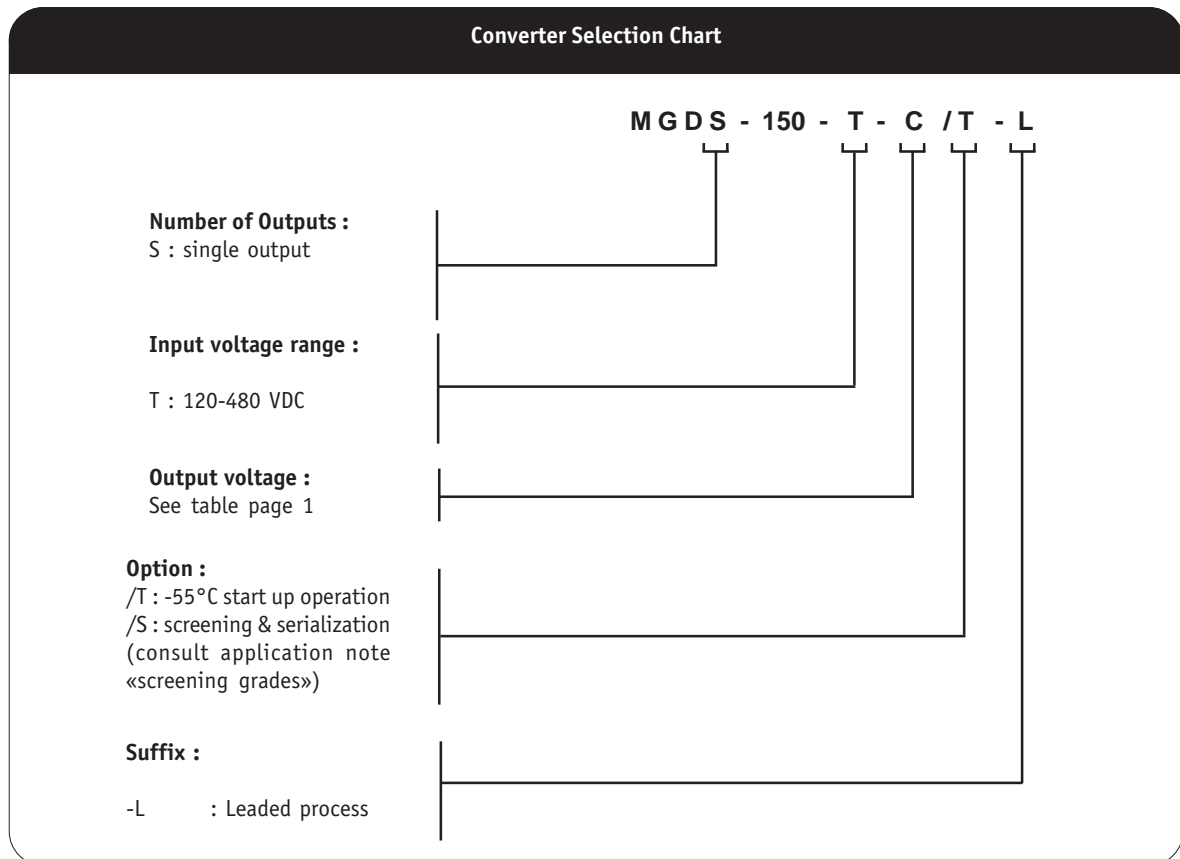 Converter Selection Chart
MGDS - 150 - T - C /T - L
Number of Outputs :
S : single output
Input voltage range :
T : 120-480 VDC
Output voltage :
See table page 1
Option :
/T : -55°C start up operation
/S : screening & serialization
(consult application note
«screening grades»)
Suffix :
-L : Leaded process